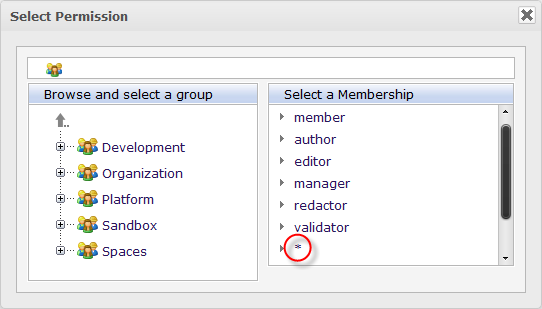 Select Permission
Browse and select a group
..
Development
Organization
Platform
Sandbox
Spaces
Select a Membership
member
author
editor
manager
redactor
validator
*